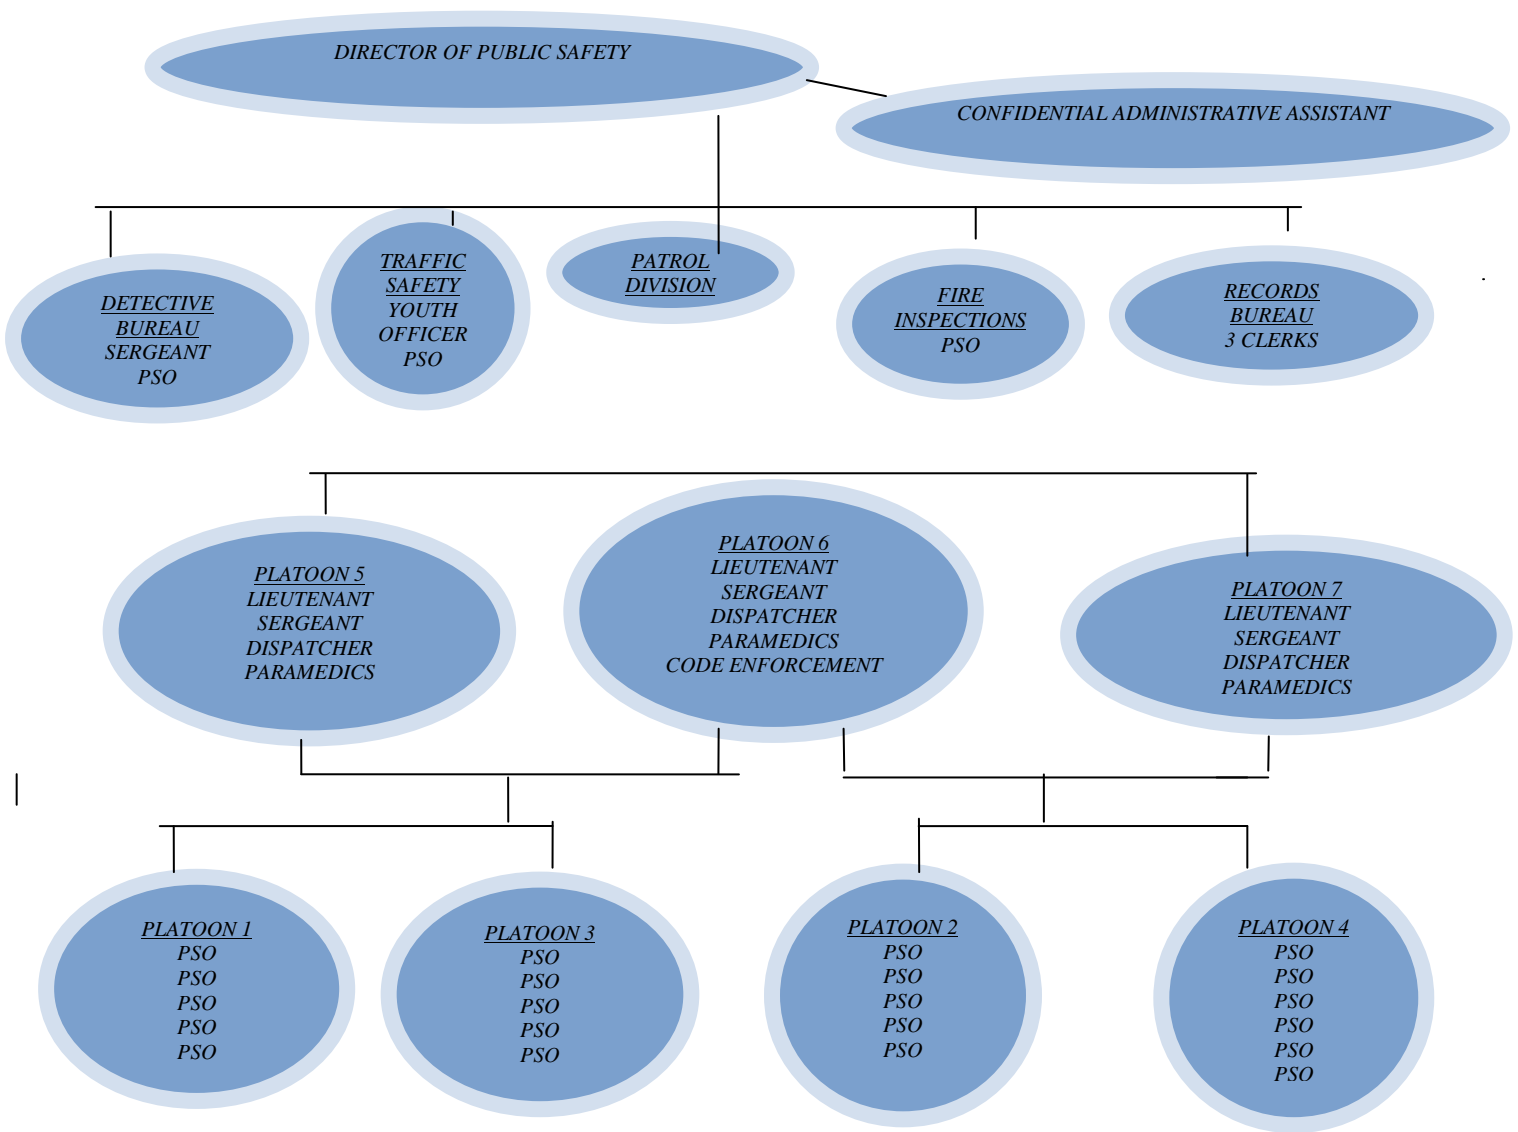 DIRECTOR OF PUBLIC SAFETY
CONFIDENTIAL ADMINISTRATIVE ASSISTANT
DETECTIVE
BUREAU
SERGEANT
PSO
TRAFFIC
SAFETY
YOUTH
OFFICER
PSO
PATROL
DIVISION
FIRE
INSPECTIONS
PSO
RECORDS
BUREAU
3 CLERKS
PLATOON 5
LIEUTENANT
SERGEANT
DISPATCHER
PARAMEDICS
PLATOON 6
LIEUTENANT
SERGEANT
DISPATCHER
PARAMEDICS
CODE ENFORCEMENT
PLATOON 7
LIEUTENANT
SERGEANT
DISPATCHER
PARAMEDICS
PLATOON 1
PSO
PSO
PSO
PSO
PSO
PLATOON 3
PSO
PSO
PSO
PSO
PSO
PLATOON 2
PSO
PSO
PSO
PSO
PSO
PLATOON 4
PSO
PSO
PSO
PSO
PSO
PSO